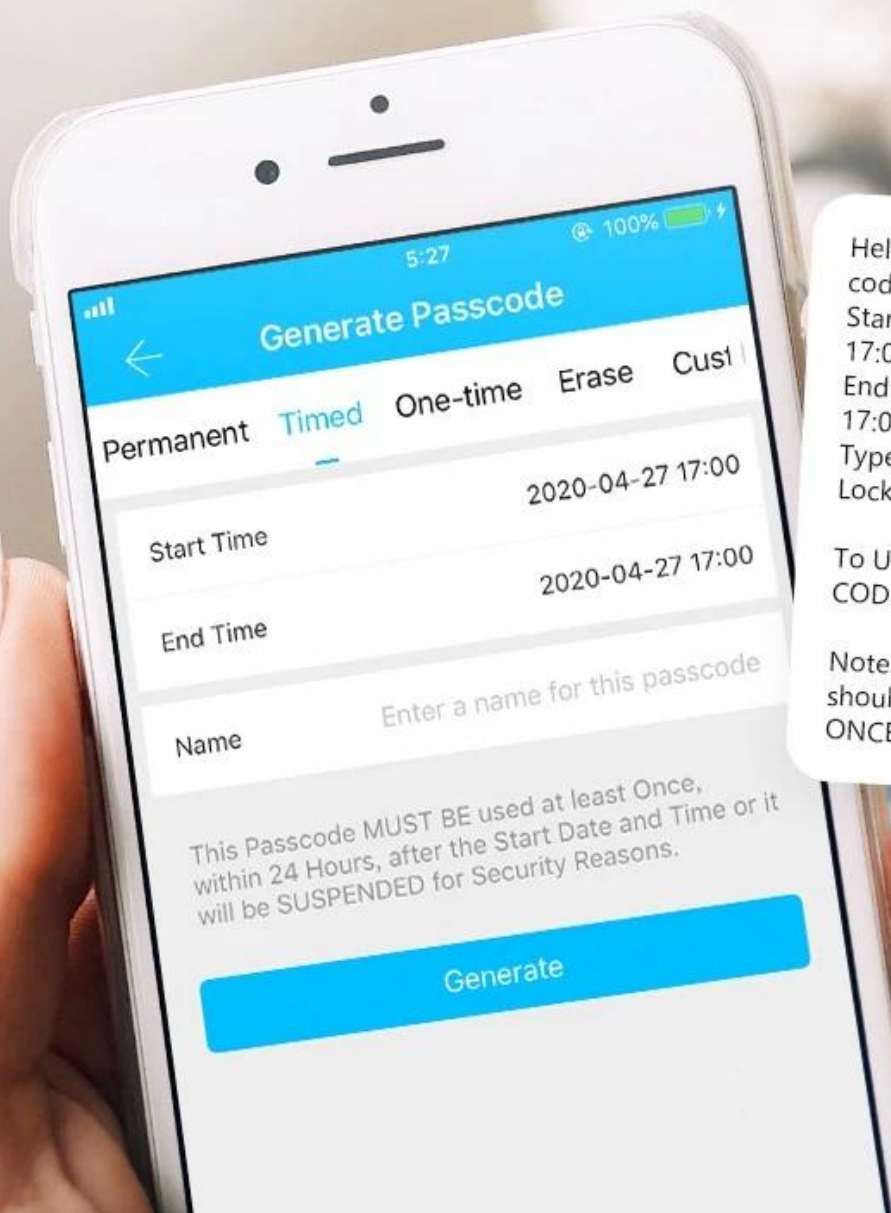 5:27
100%
Generate Passcode
Permanent Timed One-time Erase
Start Time 2020-04-27 17:00
End Time 2020-04-27 17:00
Name Enter a name for this passcode
This Passcode MUST BE used at least Once,
within 24 Hours, after the Start Date and Time or it
will be SUSPENDED for Security Reasons.
Generate
End
To